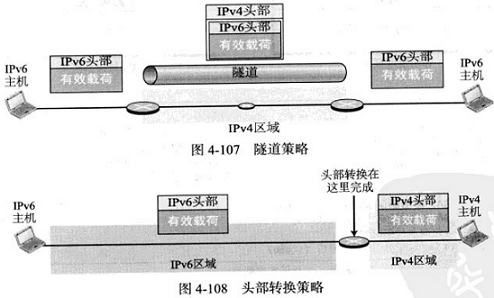 IPv4头部
IPv6头部
有效载荷
IPv6
主机
IPv6头部
有效载荷
隧道
IPv6头部
有效载荷
IPv6
主机
IPv4区域
图 4-107 隧道策略
头部转换在
这里完成
IPv6
主机
IPv6头部
有效载荷
IPv4头部
有效载荷
IPv4
主机
IPv6区域
IPv4区域
图 4-108 头部转换策略